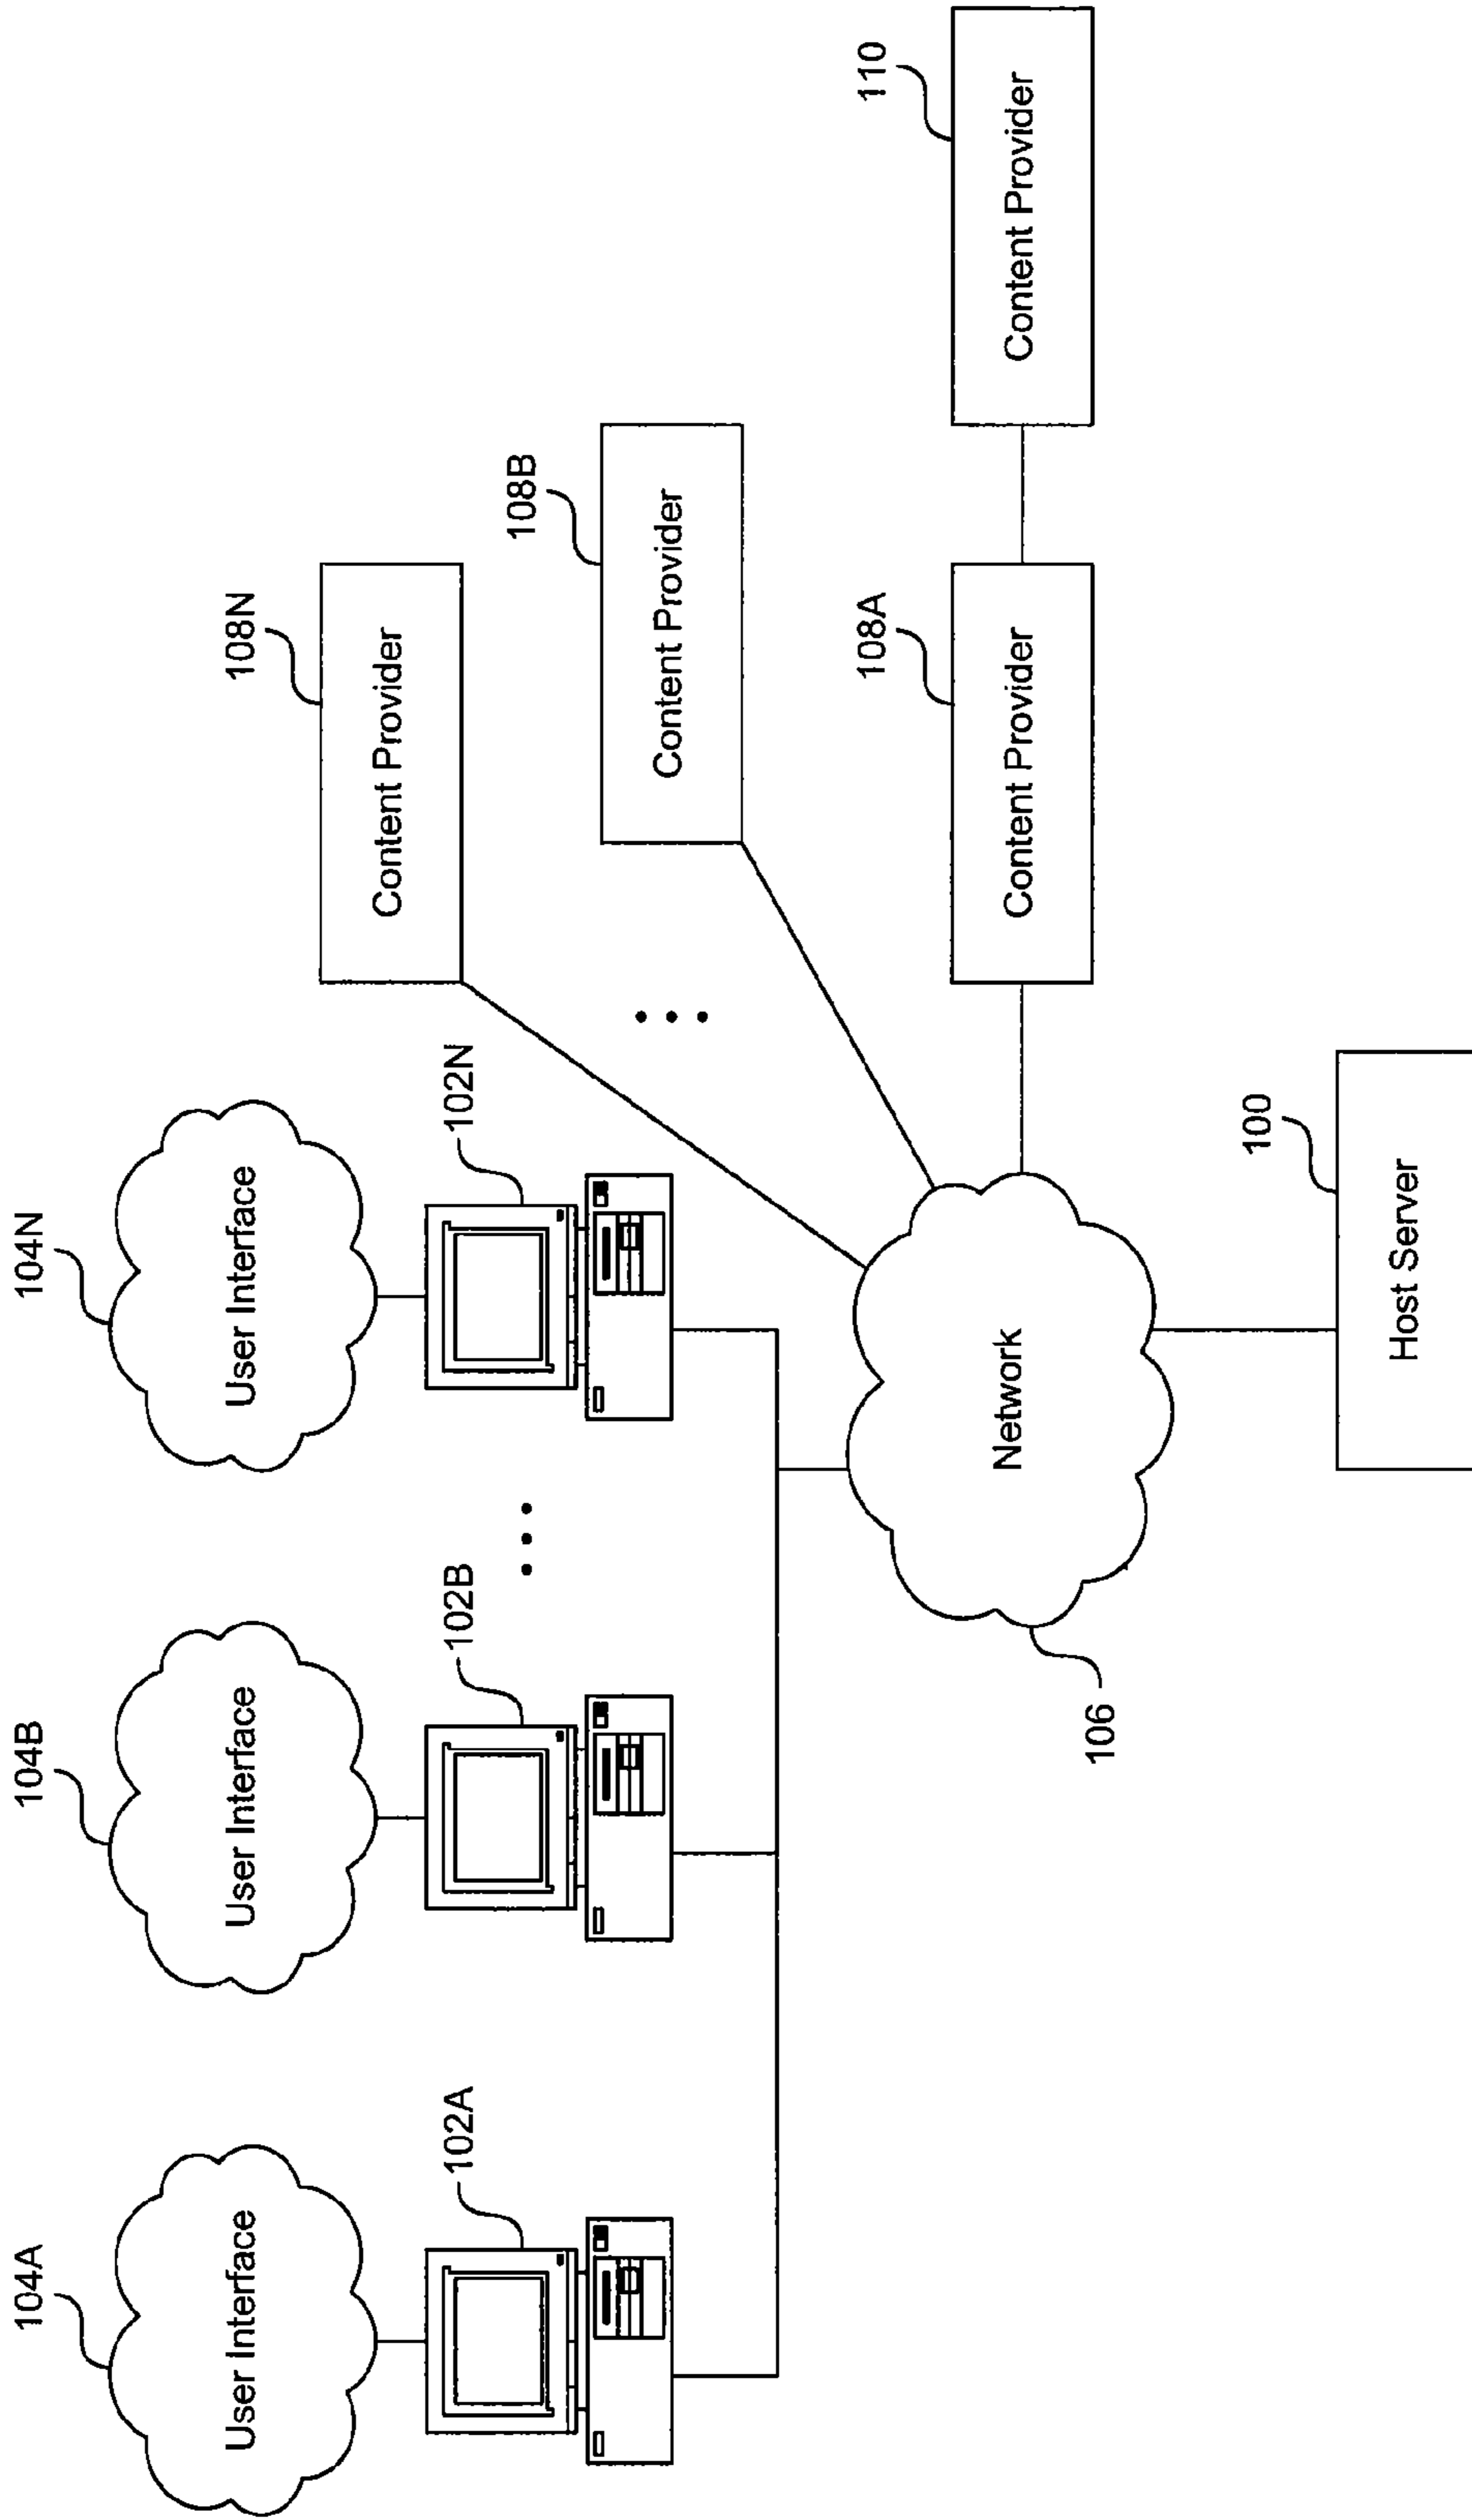 104A
104B
104N
User Interface
User Interface
User Interface
108N
102A
102B
102N
Content Provider
108B
Content Provider
108A
110
Network
Content Provider
Content Provider
106
100
Host Server